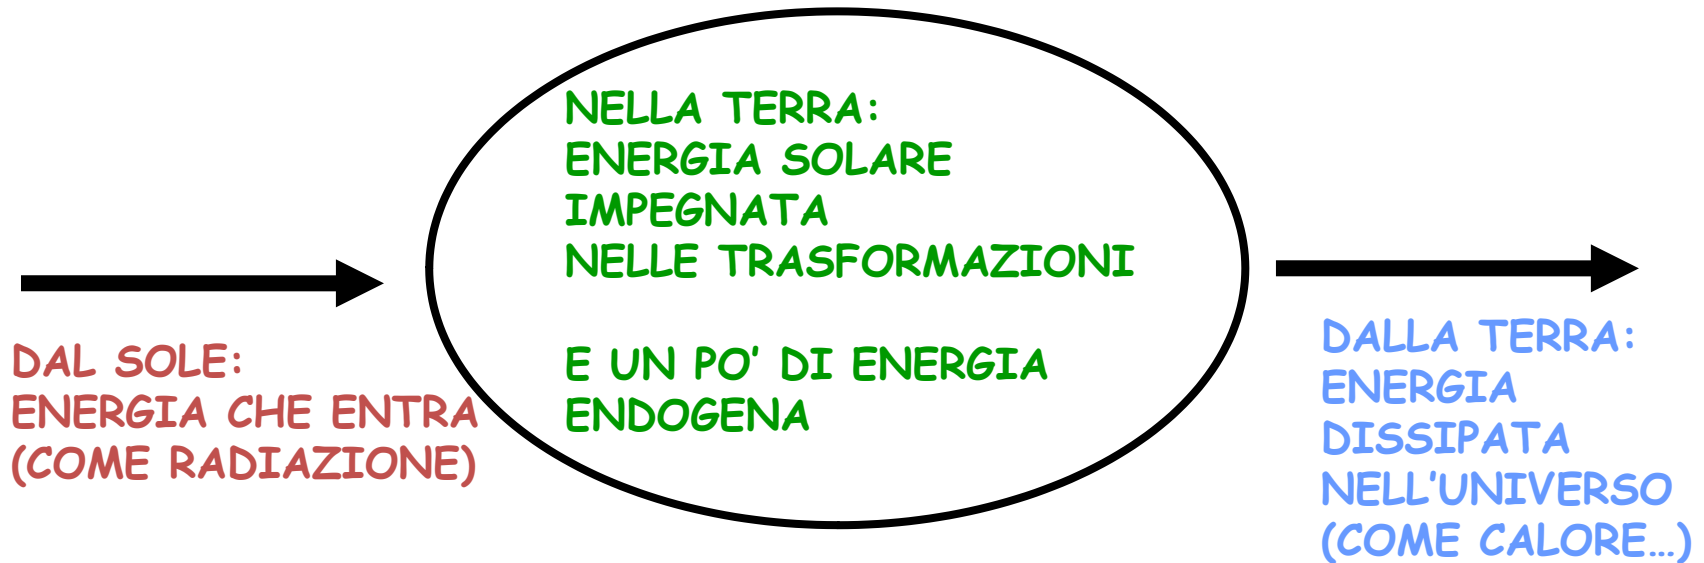 DAL SOLE:
ENERGIA CHE ENTRA
(COME RADIAZIONE)
NELLA TERRA:
ENERGIA SOLARE
IMPEGNATA
NELLE TRASFORMAZIONI
E UN PO’ DI ENERGIA
ENDOGENA
DALLA TERRA:
ENERGIA
DISSIPATA
NELL’UNIVERSO
(COME CALORE…)